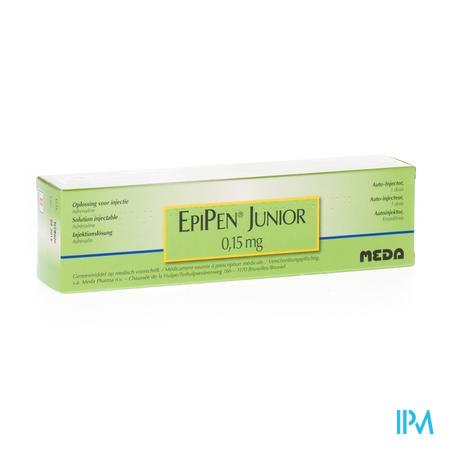 Oplossing voor injectie
Adrenaline
Solution injectable
Adrénaline
Injektionslösung
Adrenalin
EPIPEN® JUNIOR
0,15 mg
Auto-Injector,
1 dosis
Auto-injecteur,
1 dose
Autoinjektor,
Einzeldosis
MEDA
Geneesmiddel op medisch voorschrift. / Médicament soumis à prescription médicale. / Verschreibungspflichtig.
s.a. Meda Pharma n.v. – Chaussée de la Hulpe/Terhulpsesteenweg 166 – 1170 Bruxelles/Brussel
IPM